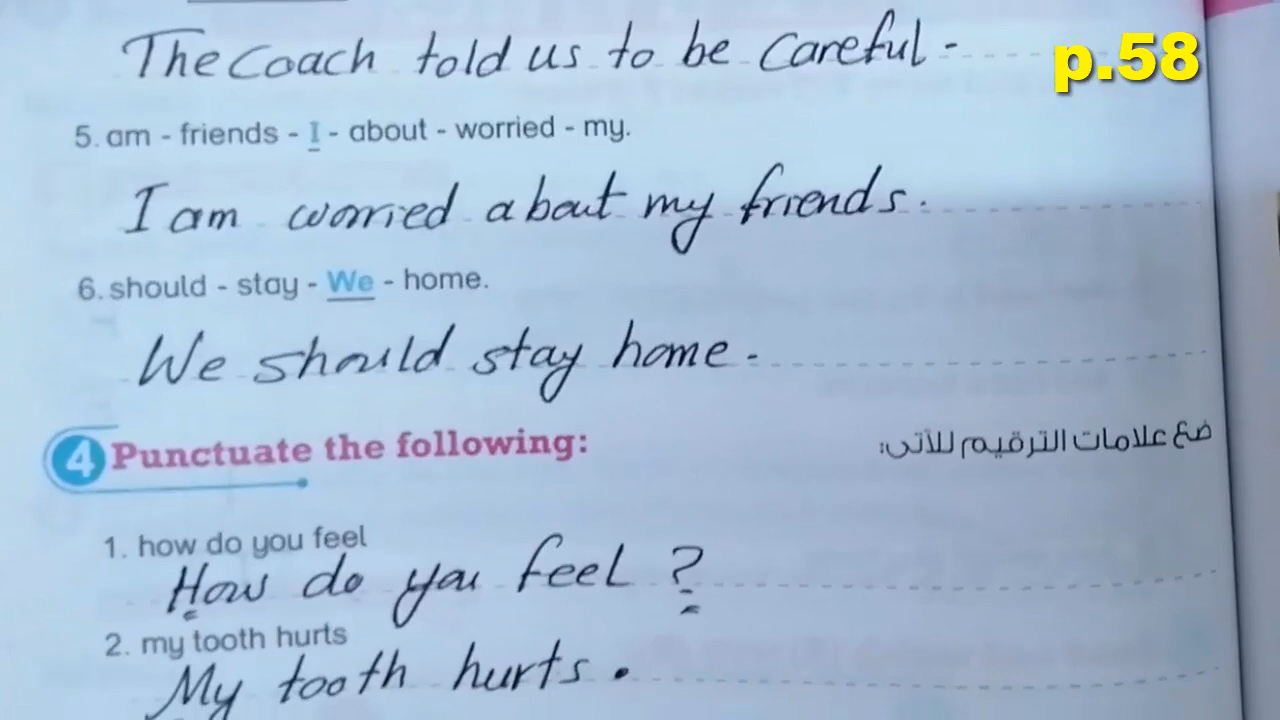 The coach told us to be careful -
p.58
5. am - friends - I - about - worried - my.
I am worried about my friends.
6. should - stay - We - home.
We should stay home -
4 Punctuate the following:
ضع علامات الترقيم للآتى:
1. how do you feel
How do you feel ?
2. my tooth hurts
My tooth hurts .